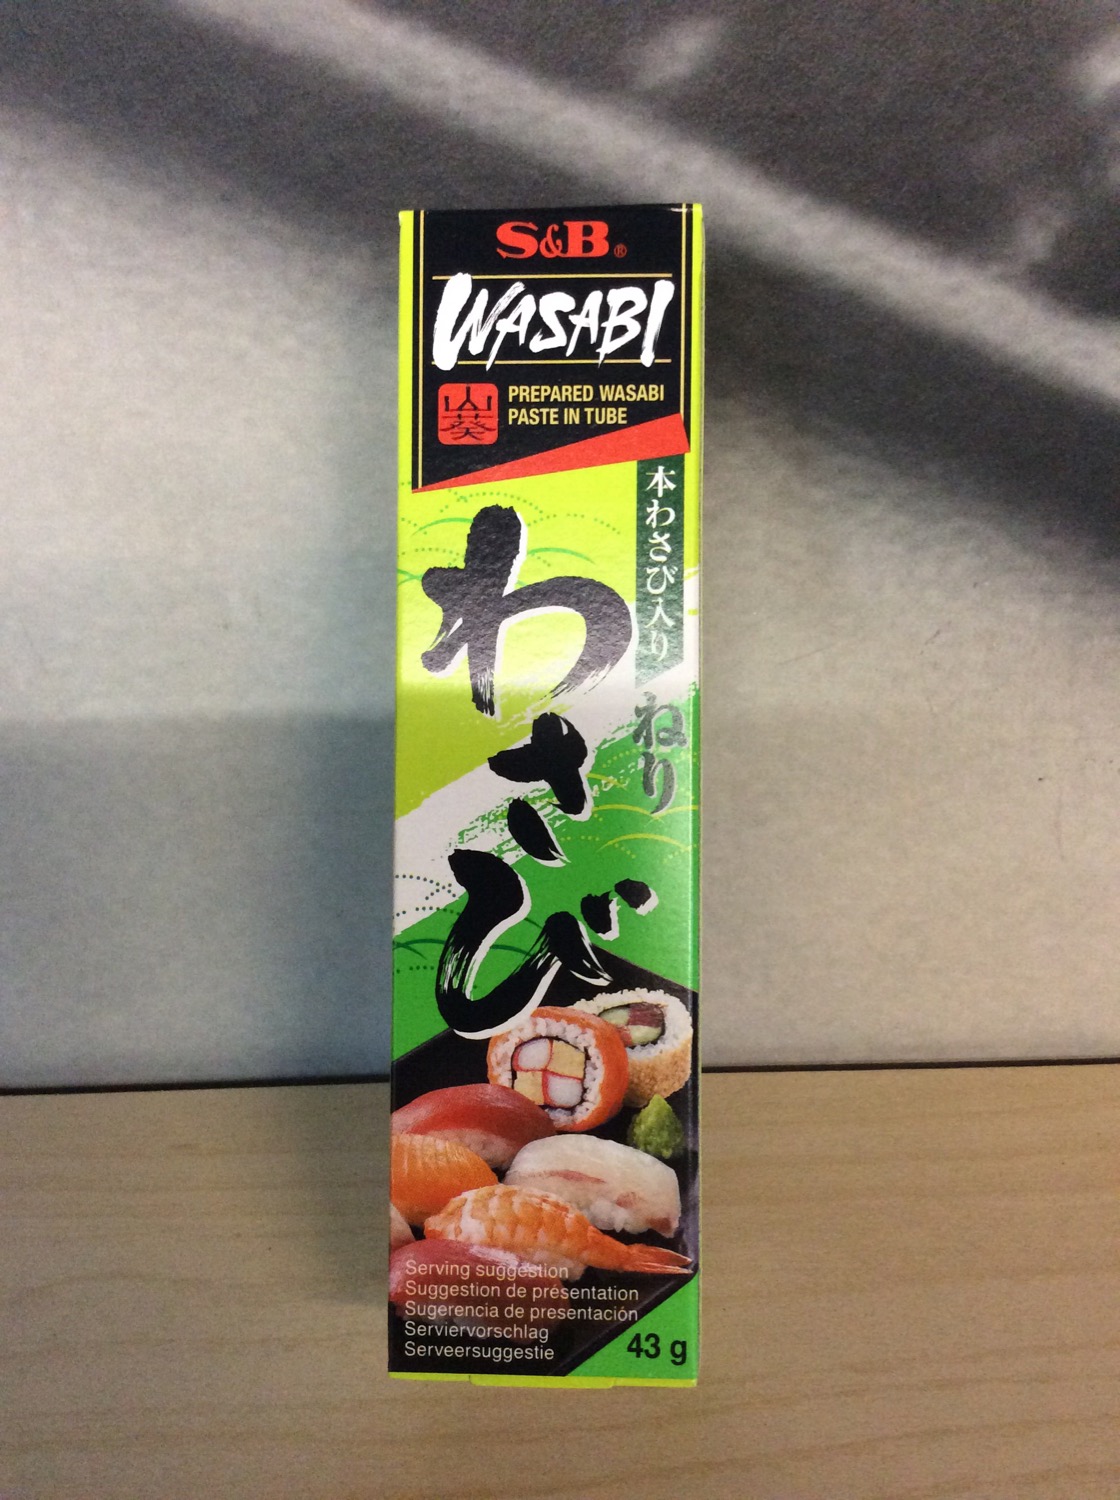 S&B®
WASABI
山葵
PREPARED WASABI
PASTE IN TUBE
本わさび入り
ねり
わさび
Serving suggestion
Suggestion de présentation
Sugerencia de presentación
Serviervorschlag
Serveersuggestie
43 g